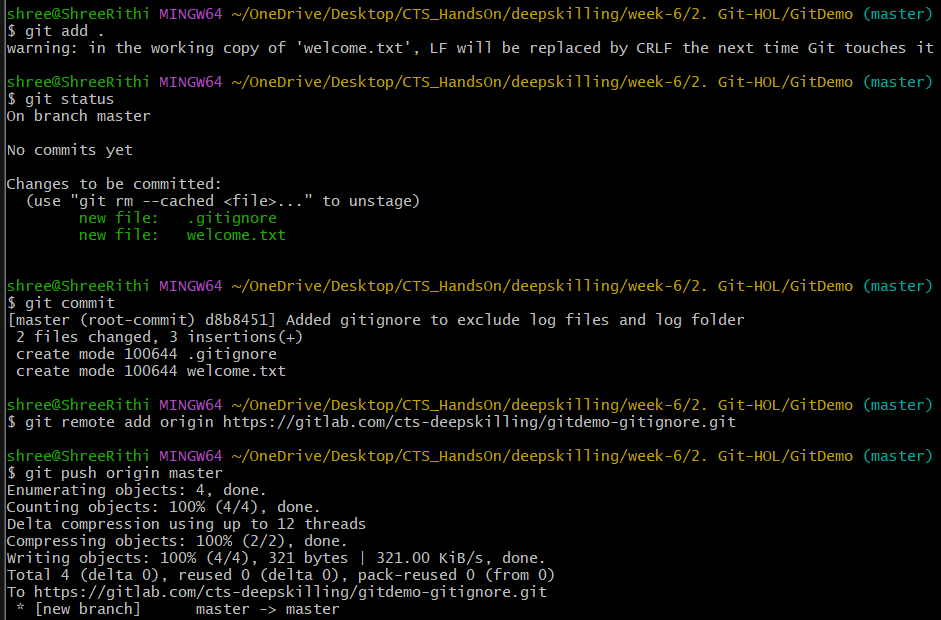 shree@ShreeRithi MINGW64 ~/OneDrive/Desktop/CTS_HandsOn/deepskilling/week-6/2. Git-HOL/GitDemo (master)
$ git add .
warning: in the working copy of 'welcome.txt', LF will be replaced by CRLF the next time Git touches it
shree@ShreeRithi MINGW64 ~/OneDrive/Desktop/CTS_HandsOn/deepskilling/week-6/2. Git-HOL/GitDemo (master)
$ git status
On branch master
No commits yet
Changes to be committed:
  (use "git rm --cached <file>..." to unstage)
        new file:   .gitignore
        new file:   welcome.txt
shree@ShreeRithi MINGW64 ~/OneDrive/Desktop/CTS_HandsOn/deepskilling/week-6/2. Git-HOL/GitDemo (master)
$ git commit
[master (root-commit) d8b8451] Added gitignore to exclude log files and log folder
 2 files changed, 3 insertions(+)
 create mode 100644 .gitignore
 create mode 100644 welcome.txt
shree@ShreeRithi MINGW64 ~/OneDrive/Desktop/CTS_HandsOn/deepskilling/week-6/2. Git-HOL/GitDemo (master)
$ git remote add origin https://gitlab.com/cts-deepskilling/gitdemo-gitignore.git
shree@ShreeRithi MINGW64 ~/OneDrive/Desktop/CTS_HandsOn/deepskilling/week-6/2. Git-HOL/GitDemo (master)
$ git push origin master
Enumerating objects: 4, done.
Counting objects: 100% (4/4), done.
Delta compression using up to 12 threads
Compressing objects: 100% (2/2), done.
Writing objects: 100% (4/4), 321 bytes | 321.00 KiB/s, done.
Total 4 (delta 0), reused 0 (delta 0), pack-reused 0 (from 0)
To https://gitlab.com/cts-deepskilling/gitdemo-gitignore.git
 * [new branch]      master -> master